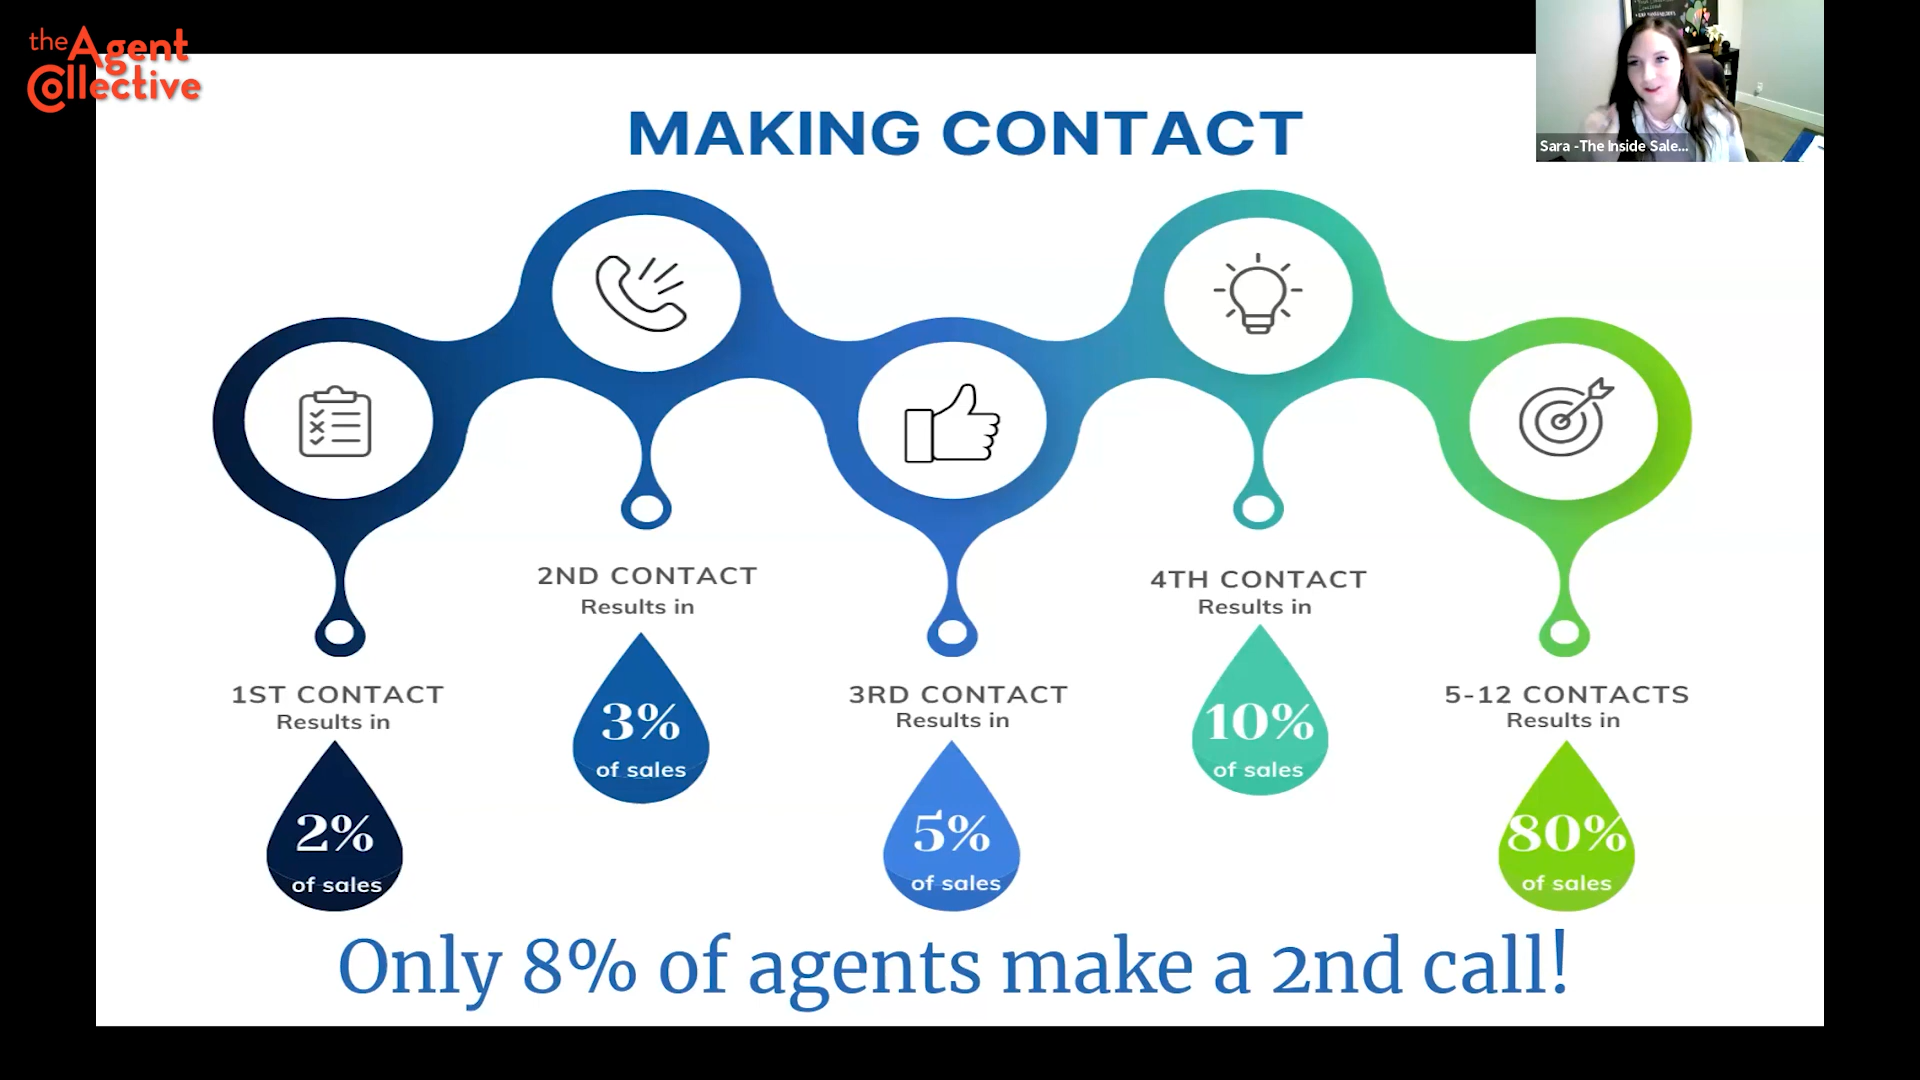 the Agent
Collective
MAKING CONTACT
Sara -The Inside Sale...
1ST CONTACT
Results in
2%
of sales
2ND CONTACT
Results in
3%
of sales
3RD CONTACT
Results in
5%
of sales
4TH CONTACT
Results in
10%
of sales
5-12 CONTACTS
Results in
80%
of sales
Only 8% of agents make a 2nd call!